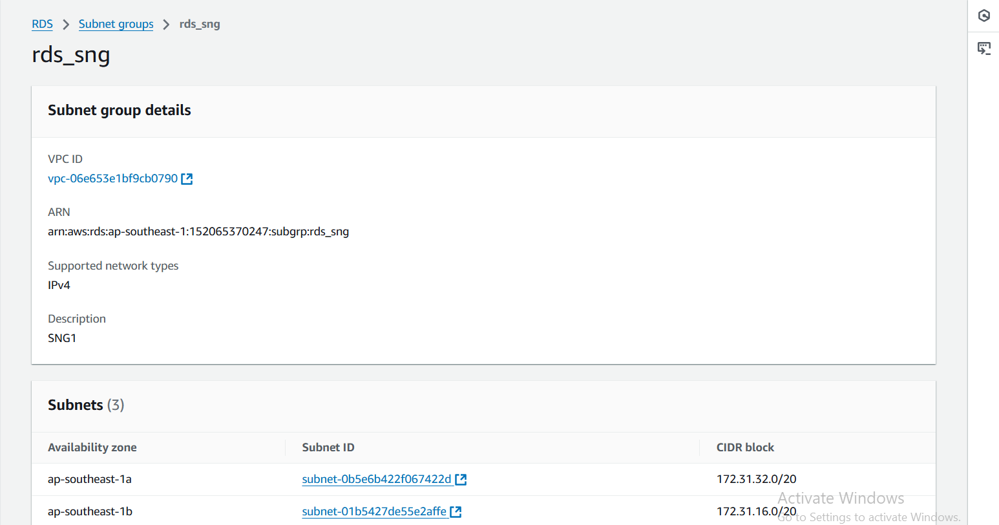 RDS > Subnet groups > rds_sng
rds_sng
Subnet group details
VPC ID
vpc-06e653e1bf9cb0790
ARN
arn:aws:rds:ap-southeast-1:152065370247:subgrp:rds_sng
Supported network types
IPv4
Description
SNG1
Subnets (3)
Availability zone Subnet ID CIDR block
ap-southeast-1a subnet-0b5e6b422f067422d 172.31.32.0/20
ap-southeast-1b subnet-01b5427de55e2affe 172.31.16.0/20
Activate Windows
Go to Settings to activate Windows.